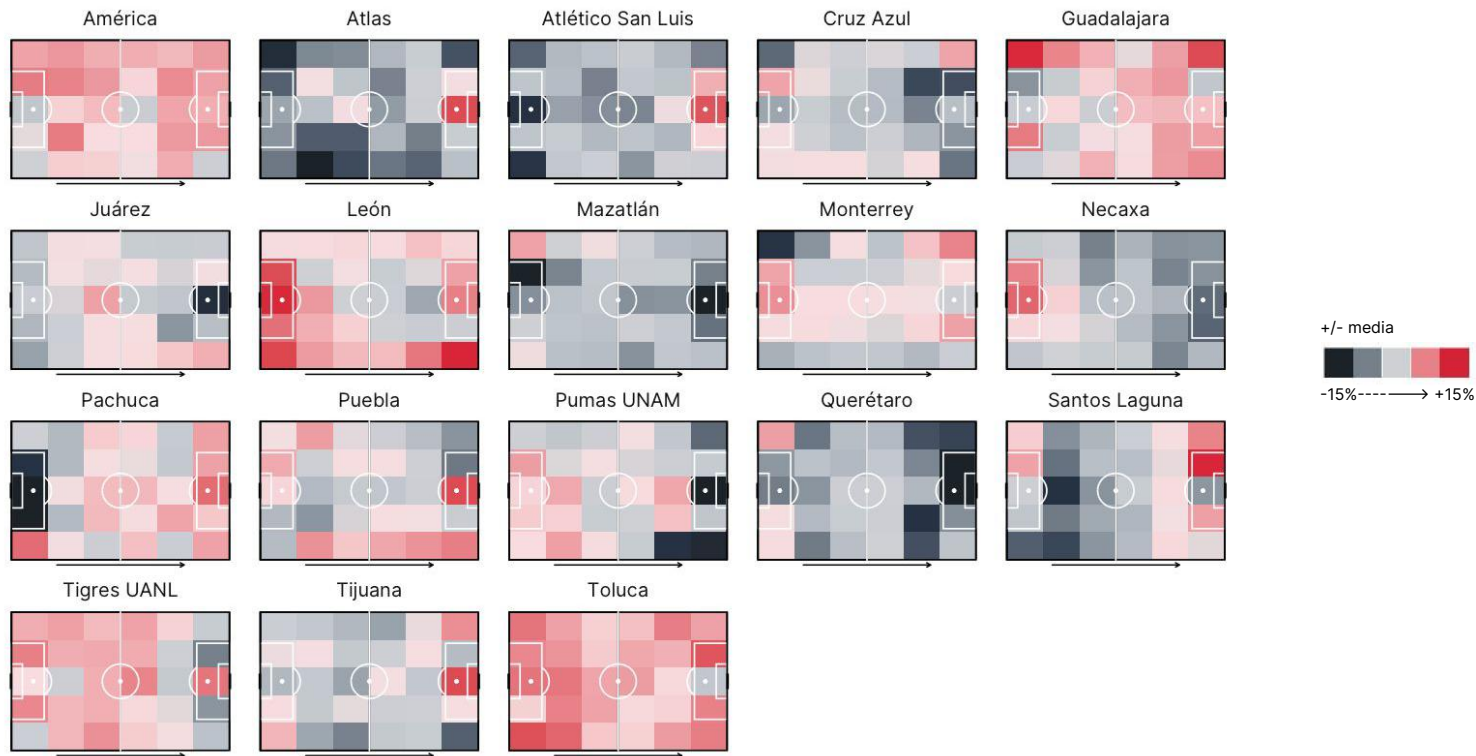 América
Atlas
Atlético San Luis
Cruz Azul
Guadalajara
Juárez
León
Mazatlán
Monterrey
Necaxa
+/- media
-15%-----> +15%
Pachuca
Puebla
Pumas UNAM
Querétaro
Santos Laguna
Tigres UANL
Tijuana
Toluca